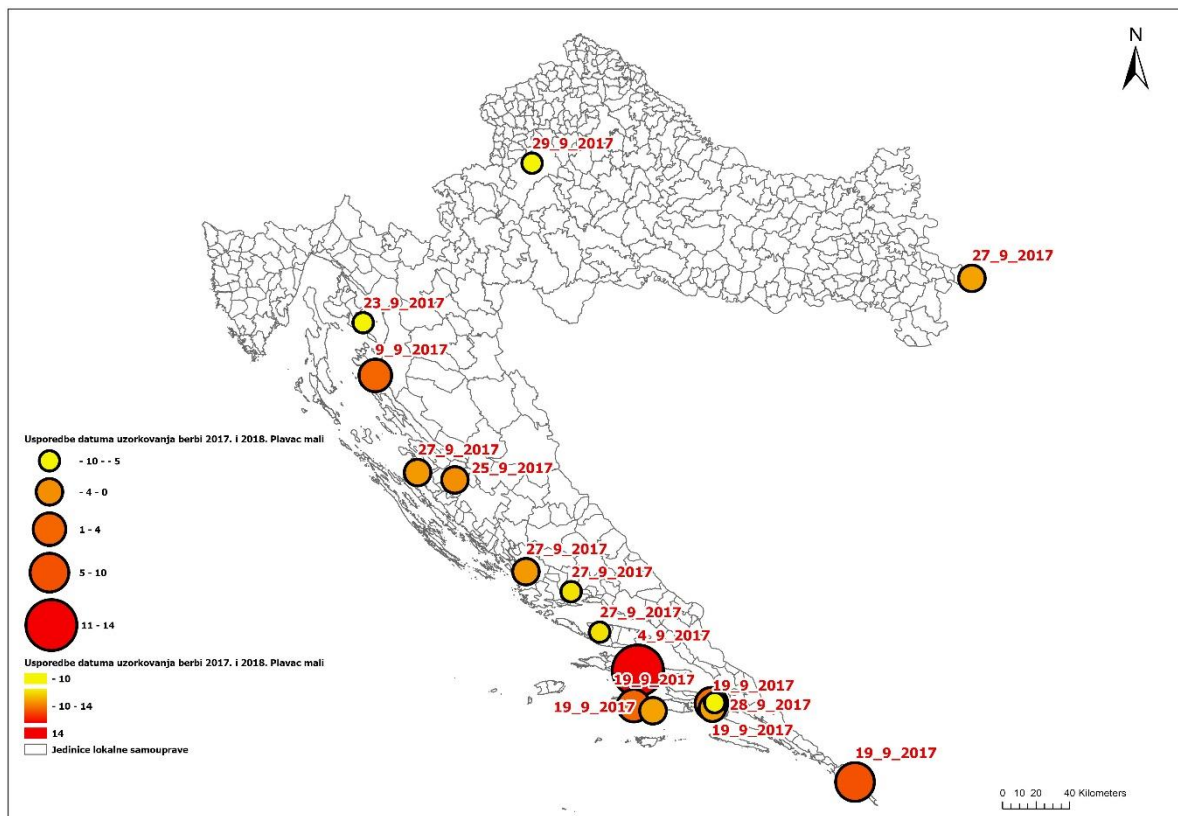 N
29_9_2017
27_9_2017
23_9_2017
9_9_2017
27_9_2017
25_9_2017
27_9_2017
27_9_2017
27_9_2017
4_9_2017
19_9_2017
19_9_2017
19_9_2017
28_9_2017
19_9_2017
19_9_2017
Usporedbe datuma uzorkovanja berbi 2017. i 2018. Plavac mali
- 10 - - 5
- 4 - 0
1 - 4
5 - 10
11 - 14
Usporedbe datuma uzorkovanja berbi 2017. i 2018. Plavac mali
- 10
- 10 - 14
14
Jedinice lokalne samouprave
0 10 20 40 Kilometers